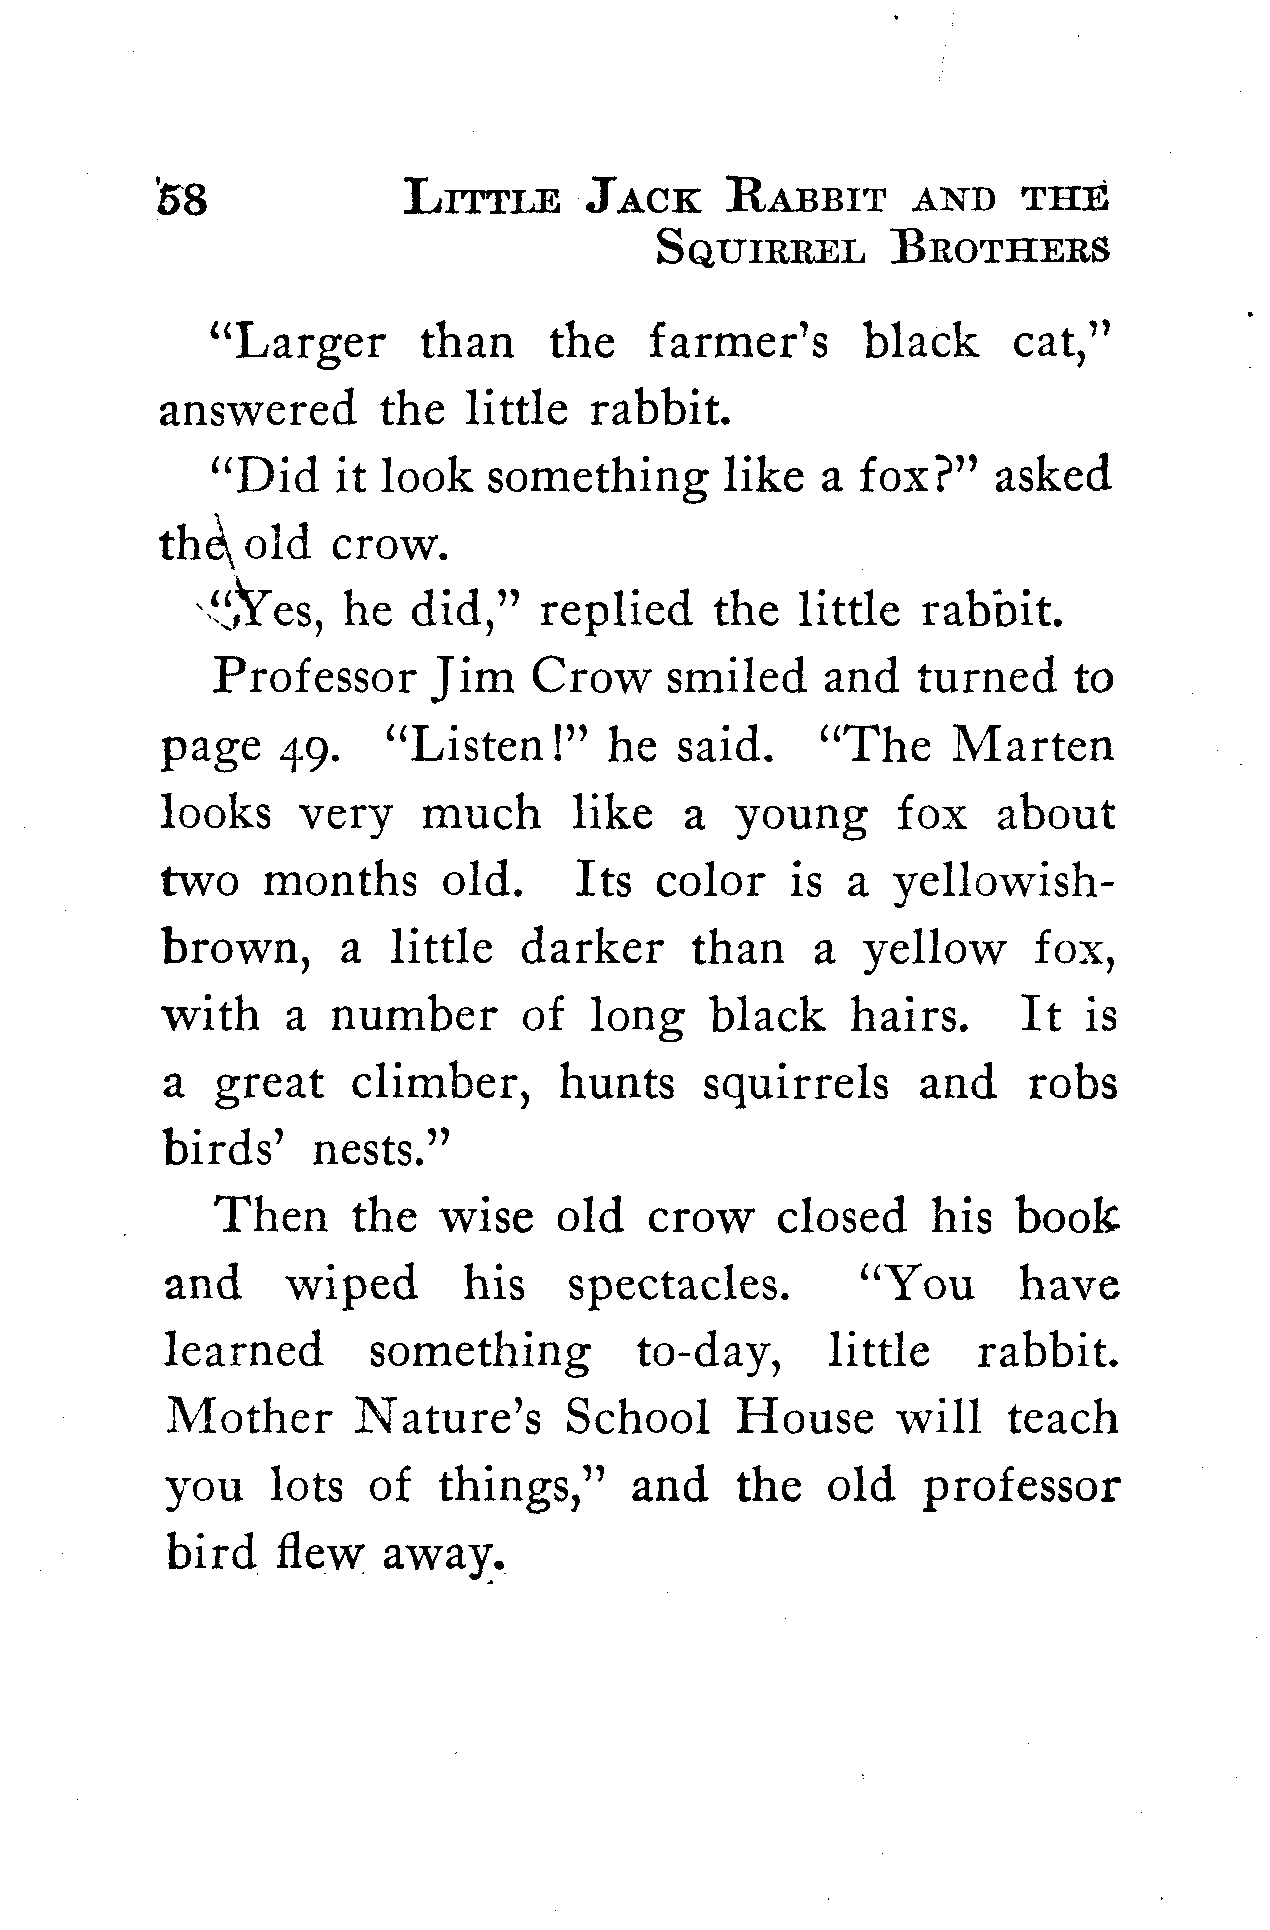 58 LITTLE JACK RABBIT AND THE
SQUIRREL BROTHERS
“Larger than the farmer’s black cat,”
answered the little rabbit.
“Did it look something like a fox?” asked
the old crow.
“Yes, he did,” replied the little rabbit.
Professor Jim Crow smiled and turned to
page 49. “Listen!” he said. “The Marten
looks very much like a young fox about
two months old. Its color is a yellowish-
brown, a little darker than a yellow fox,
with a number of long black hairs. It is
a great climber, hunts squirrels and robs
birds’ nests.”
Then the wise old crow closed his book
and wiped his spectacles. “You have
learned something to-day, little rabbit.
Mother Nature’s School House will teach
you lots of things,” and the old professor
bird flew away.